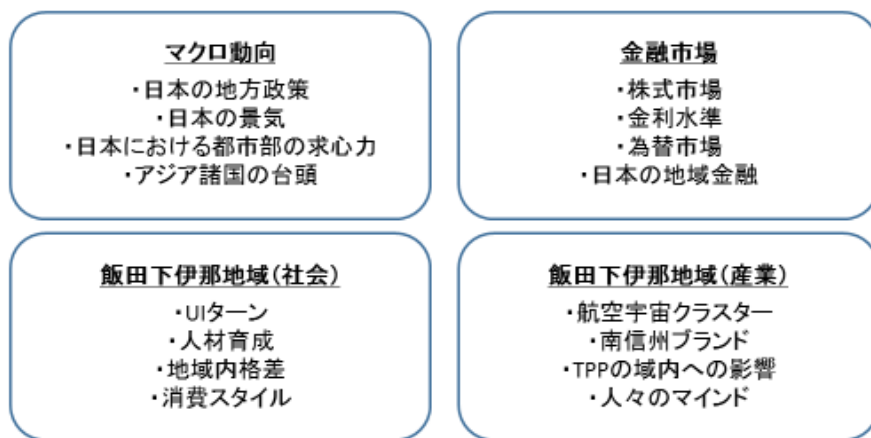 マクロ動向
・日本の地方政策
・日本の景気
・日本における都市部の求心力
・アジア諸国の台頭
金融市場
・株式市場
・金利水準
・為替市場
・日本の地域金融
飯田下伊那地域(社会)
・UIターン
・人材育成
・地域内格差
・消費スタイル
飯田下伊那地域(産業)
・航空宇宙クラスター
・南信州ブランド
・TPPの域内への影響
・人々のマインド